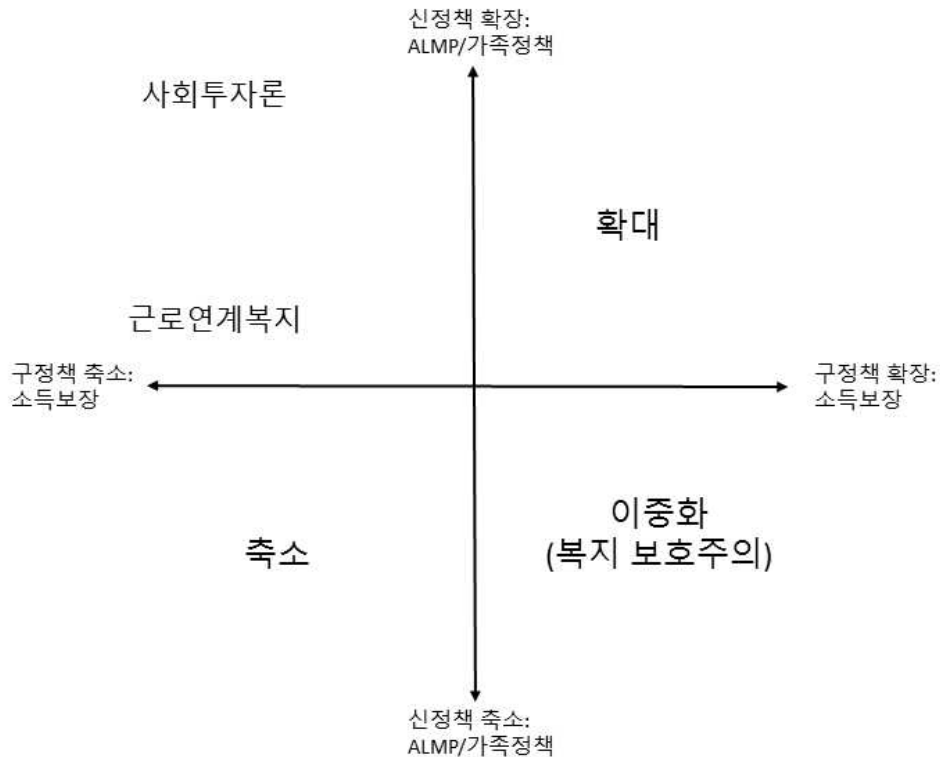 신정책 확장:
ALMP/가족정책
사회투자론
확대
근로연계복지
구정책 축소:
소득보장
구정책 확장:
소득보장
이중화
(복지 보호주의)
축소
신정책 축소:
ALMP/가족정책